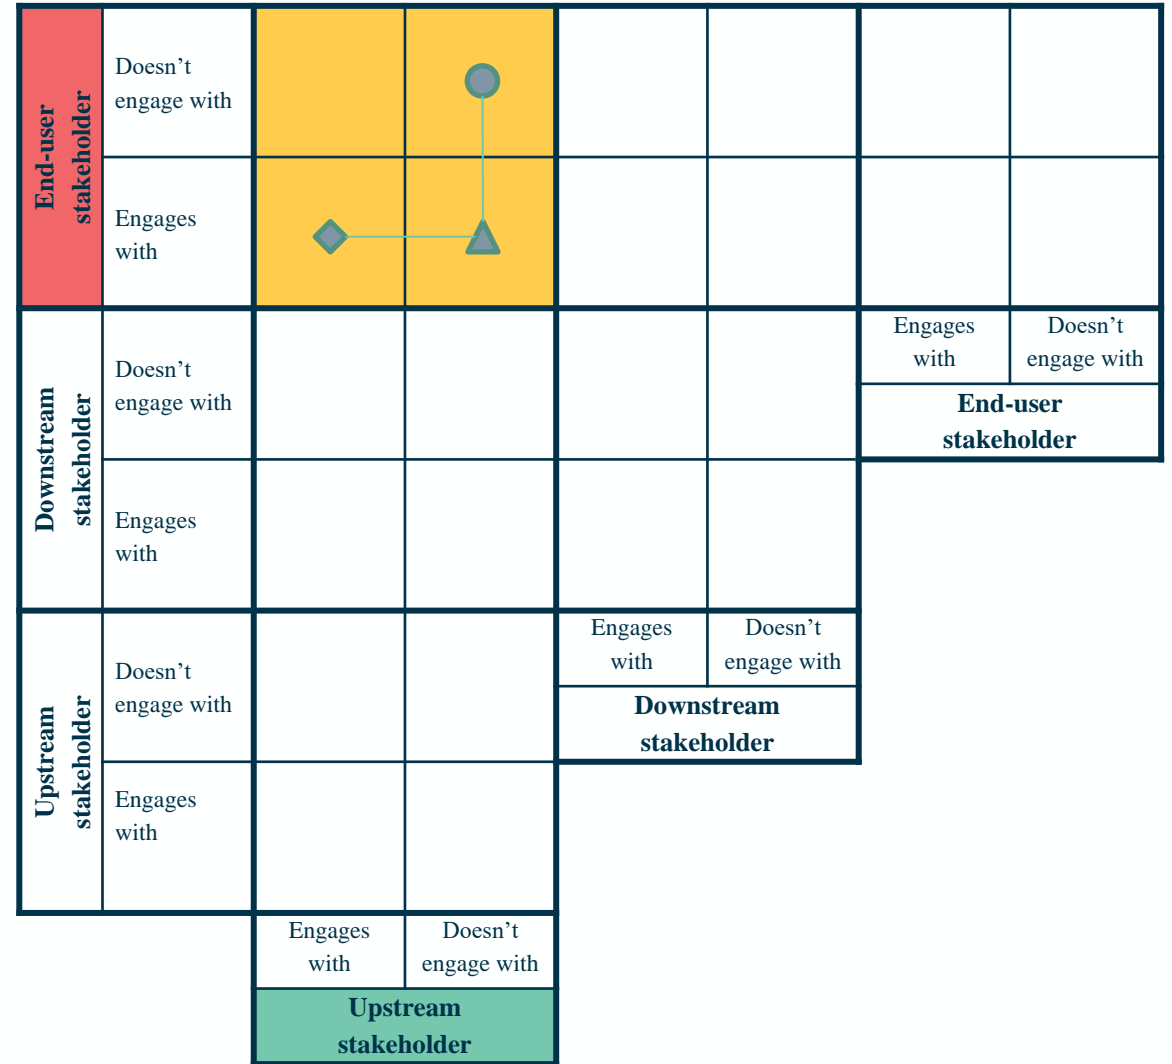 End-user
stakeholder
Doesn’t
engage with
Engages
with
Engages
with
Doesn’t
engage with
End-user
stakeholder
Downstream
stakeholder
Doesn’t
engage with
Engages
with
Engages
with
Doesn’t
engage with
Downstream
stakeholder
Upstream
stakeholder
Doesn’t
engage with
Engages
with
Engages
with
Doesn’t
engage with
Upstream
stakeholder